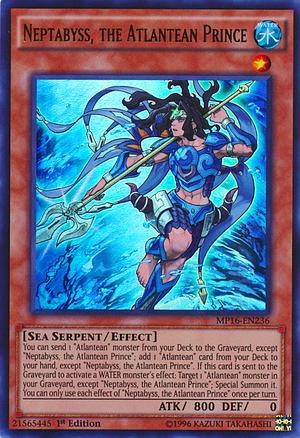 Neptabyss, the Atlantean Prince
WATER
水
MP16-EN236
[SEA SERPENT/EFFECT]
You can send 1 "Atlantean" monster from your Deck to the Graveyard, except
"Neptabyss, the Atlantean Prince"; add 1 "Atlantean" card from your Deck to
your hand, except "Neptabyss, the Atlantean Prince". If this card is sent to the
Graveyard to activate a WATER monster's effect: Target 1 "Atlantean" monster
in your Graveyard, except "Neptabyss, the Atlantean Prince"; Special Summon it.
You can only use each effect of "Neptabyss, the Atlantean Prince" once per turn.
ATK/ 800 DEF/ 0
21565445 1st Edition ©1996 KAZUKI TAKAHASHI